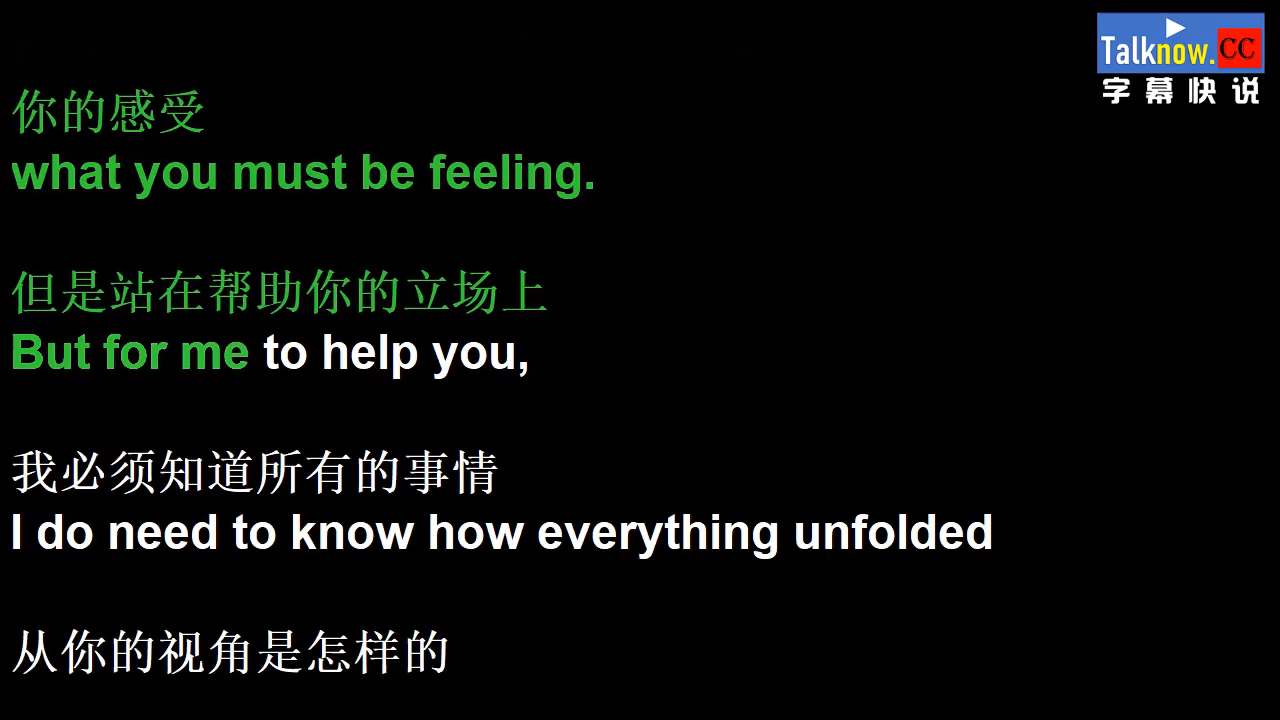 Talknow.CC
字幕快说
你的感受
what you must be feeling.
但是站在帮助你的立场上
But for me to help you,
我必须知道所有的事情
I do need to know how everything unfolded
从你的视角是怎样的